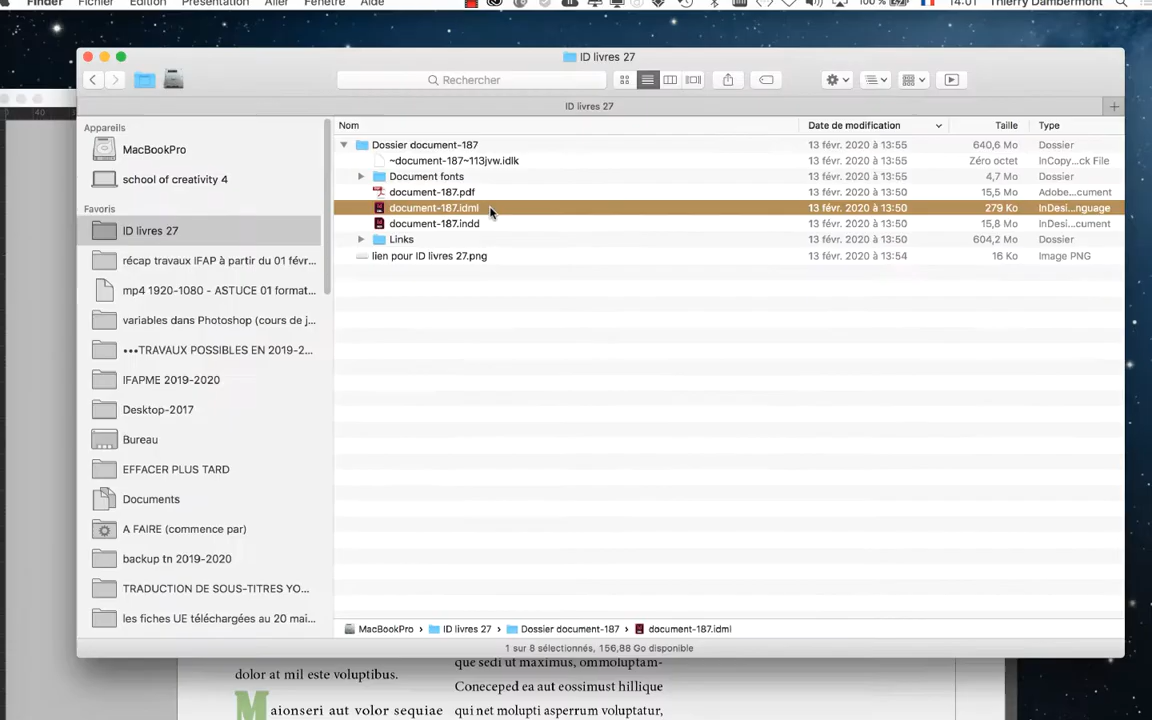 Finder Fichier Édition Présentation Aller Fenêtre Aide 100 % 14:01 Thierry Dambermont
ID livres 27
Rechercher
ID livres 27
40
Appareils
MacBookPro
school of creativity 4
Favoris
ID livres 27
récap travaux IFAP à partir du 01 févr...
mp4 1920-1080 - ASTUCE 01 format...
variables dans Photoshop (cours de j...
•••TRAVAUX POSSIBLES EN 2019-2...
IFAPME 2019-2020
Desktop-2017
Bureau
EFFACER PLUS TARD
Documents
A FAIRE (commence par)
backup tn 2019-2020
TRADUCTION DE SOUS-TITRES YO...
les fiches UE téléchargées au 20 mai...
Nom Date de modification Taille Type
Dossier document-187 13 févr. 2020 à 13:55 640,6 Mo Dossier
~document-187~113jvw.idlk 13 févr. 2020 à 13:55 Zéro octet InCopy...ck File
Document fonts 13 févr. 2020 à 13:55 4,7 Mo Dossier
document-187.pdf 13 févr. 2020 à 13:50 15,5 Mo Adobe...cument
document-187.idml 13 févr. 2020 à 13:50 279 Ko InDesi...nguage
document-187.indd 13 févr. 2020 à 13:50 15,8 Mo InDesi...cument
Links 13 févr. 2020 à 13:50 604,2 Mo Dossier
lien pour ID livres 27.png 13 févr. 2020 à 13:54 16 Ko Image PNG
MacBookPro › ID livres 27 › Dossier document-187 › document-187.idml
1 sur 8 sélectionnés, 156,88 Go disponible
dolor at mil este voluptibus.
Maionseri aut volor sequiae
que sedi ut maximus, ommoluptam-
Coneceped ea aut eossimust hillique
qui net molupti asperrum voluptatur,